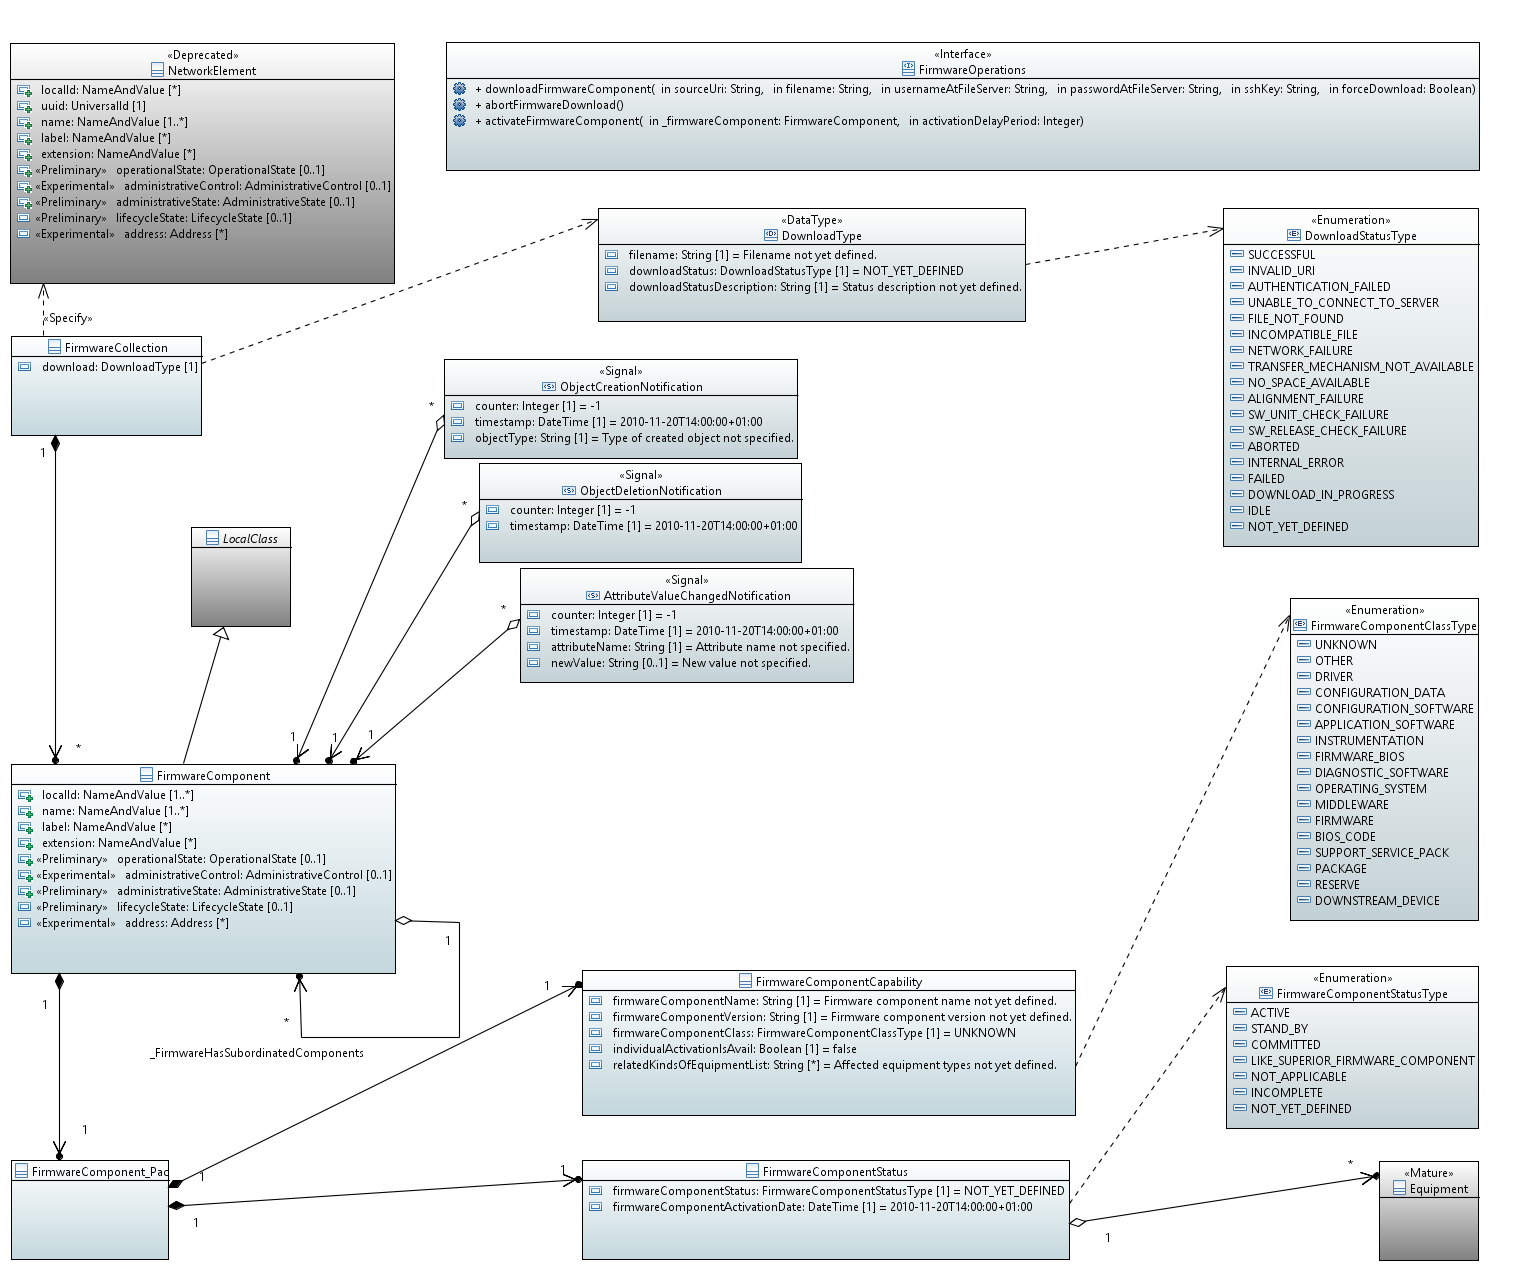 «Deprecated»
NetworkElement
localId: NameAndValue [*]
uuid: UniversalId [1]
name: NameAndValue [1..*]
label: NameAndValue [*]
extension: NameAndValue [*]
«Preliminary» operationalState: OperationalState [0..1]
«Experimental» administrativeControl: AdministrativeControl [0..1]
«Preliminary» administrativeState: AdministrativeState [0..1]
«Preliminary» lifecycleState: LifecycleState [0..1]
«Experimental» address: Address [*]
«Interface»
FirmwareOperations
+ downloadFirmwareComponent( in sourceUri: String, in filename: String, in usernameAtFileServer: String, in passwordAtFileServer: String, in sshKey: String, in forceDownload: Boolean)
+ abortFirmwareDownload()
+ activateFirmwareComponent( in _firmwareComponent: FirmwareComponent, in activationDelayPeriod: Integer)
«Specify»
FirmwareCollection
download: DownloadType [1]
1
*
«DataType»
DownloadType
filename: String [1] = Filename not yet defined.
downloadStatus: DownloadStatusType [1] = NOT_YET_DEFINED
downloadStatusDescription: String [1] = Status description not yet defined.
«Enumeration»
DownloadStatusType
SUCCESSFUL
INVALID_URI
AUTHENTICATION_FAILED
UNABLE_TO_CONNECT_TO_SERVER
FILE_NOT_FOUND
INCOMPATIBLE_FILE
NETWORK_FAILURE
TRANSFER_MECHANISM_NOT_AVAILABLE
NO_SPACE_AVAILABLE
ALIGNMENT_FAILURE
SW_UNIT_CHECK_FAILURE
SW_RELEASE_CHECK_FAILURE
ABORTED
INTERNAL_ERROR
FAILED
DOWNLOAD_IN_PROGRESS
IDLE
NOT_YET_DEFINED
«Signal»
ObjectCreationNotification
counter: Integer [1] = -1
timestamp: DateTime [1] = 2010-11-20T14:00:00+01:00
objectType: String [1] = Type of created object not specified.
*
1
«Signal»
ObjectDeletionNotification
counter: Integer [1] = -1
timestamp: DateTime [1] = 2010-11-20T14:00:00+01:00
*
1
«Signal»
AttributeValueChangedNotification
counter: Integer [1] = -1
timestamp: DateTime [1] = 2010-11-20T14:00:00+01:00
attributeName: String [1] = Attribute name not specified.
newValue: String [0..1] = New value not specified.
*
1
LocalClass
«Enumeration»
FirmwareComponentClassType
UNKNOWN
OTHER
DRIVER
CONFIGURATION_DATA
CONFIGURATION_SOFTWARE
APPLICATION_SOFTWARE
INSTRUMENTATION
FIRMWARE_BIOS
DIAGNOSTIC_SOFTWARE
OPERATING_SYSTEM
MIDDLEWARE
FIRMWARE
BIOS_CODE
SUPPORT_SERVICE_PACK
PACKAGE
RESERVE
DOWNSTREAM_DEVICE
FirmwareComponent
localId: NameAndValue [1..*]
name: NameAndValue [1..*]
label: NameAndValue [*]
extension: NameAndValue [*]
«Preliminary» operationalState: OperationalState [0..1]
«Experimental» administrativeControl: AdministrativeControl [0..1]
«Preliminary» administrativeState: AdministrativeState [0..1]
«Preliminary» lifecycleState: LifecycleState [0..1]
«Experimental» address: Address [*]
1
*
_FirmwareHasSubordinatedComponents
1
1
FirmwareComponentCapability
firmwareComponentName: String [1] = Firmware component name not yet defined.
firmwareComponentVersion: String [1] = Firmware component version not yet defined.
firmwareComponentClass: FirmwareComponentClassType [1] = UNKNOWN
individualActivationIsAvail: Boolean [1] = false
relatedKindsOfEquipmentList: String [*] = Affected equipment types not yet defined.
1
1
«Enumeration»
FirmwareComponentStatusType
ACTIVE
STAND_BY
COMMITTED
LIKE_SUPERIOR_FIRMWARE_COMPONENT
NOT_APPLICABLE
INCOMPLETE
NOT_YET_DEFINED
FirmwareComponent_Pac
1
1
FirmwareComponentStatus
firmwareComponentStatus: FirmwareComponentStatusType [1] = NOT_YET_DEFINED
firmwareComponentActivationDate: DateTime [1] = 2010-11-20T14:00:00+01:00
1
*
«Mature»
Equipment